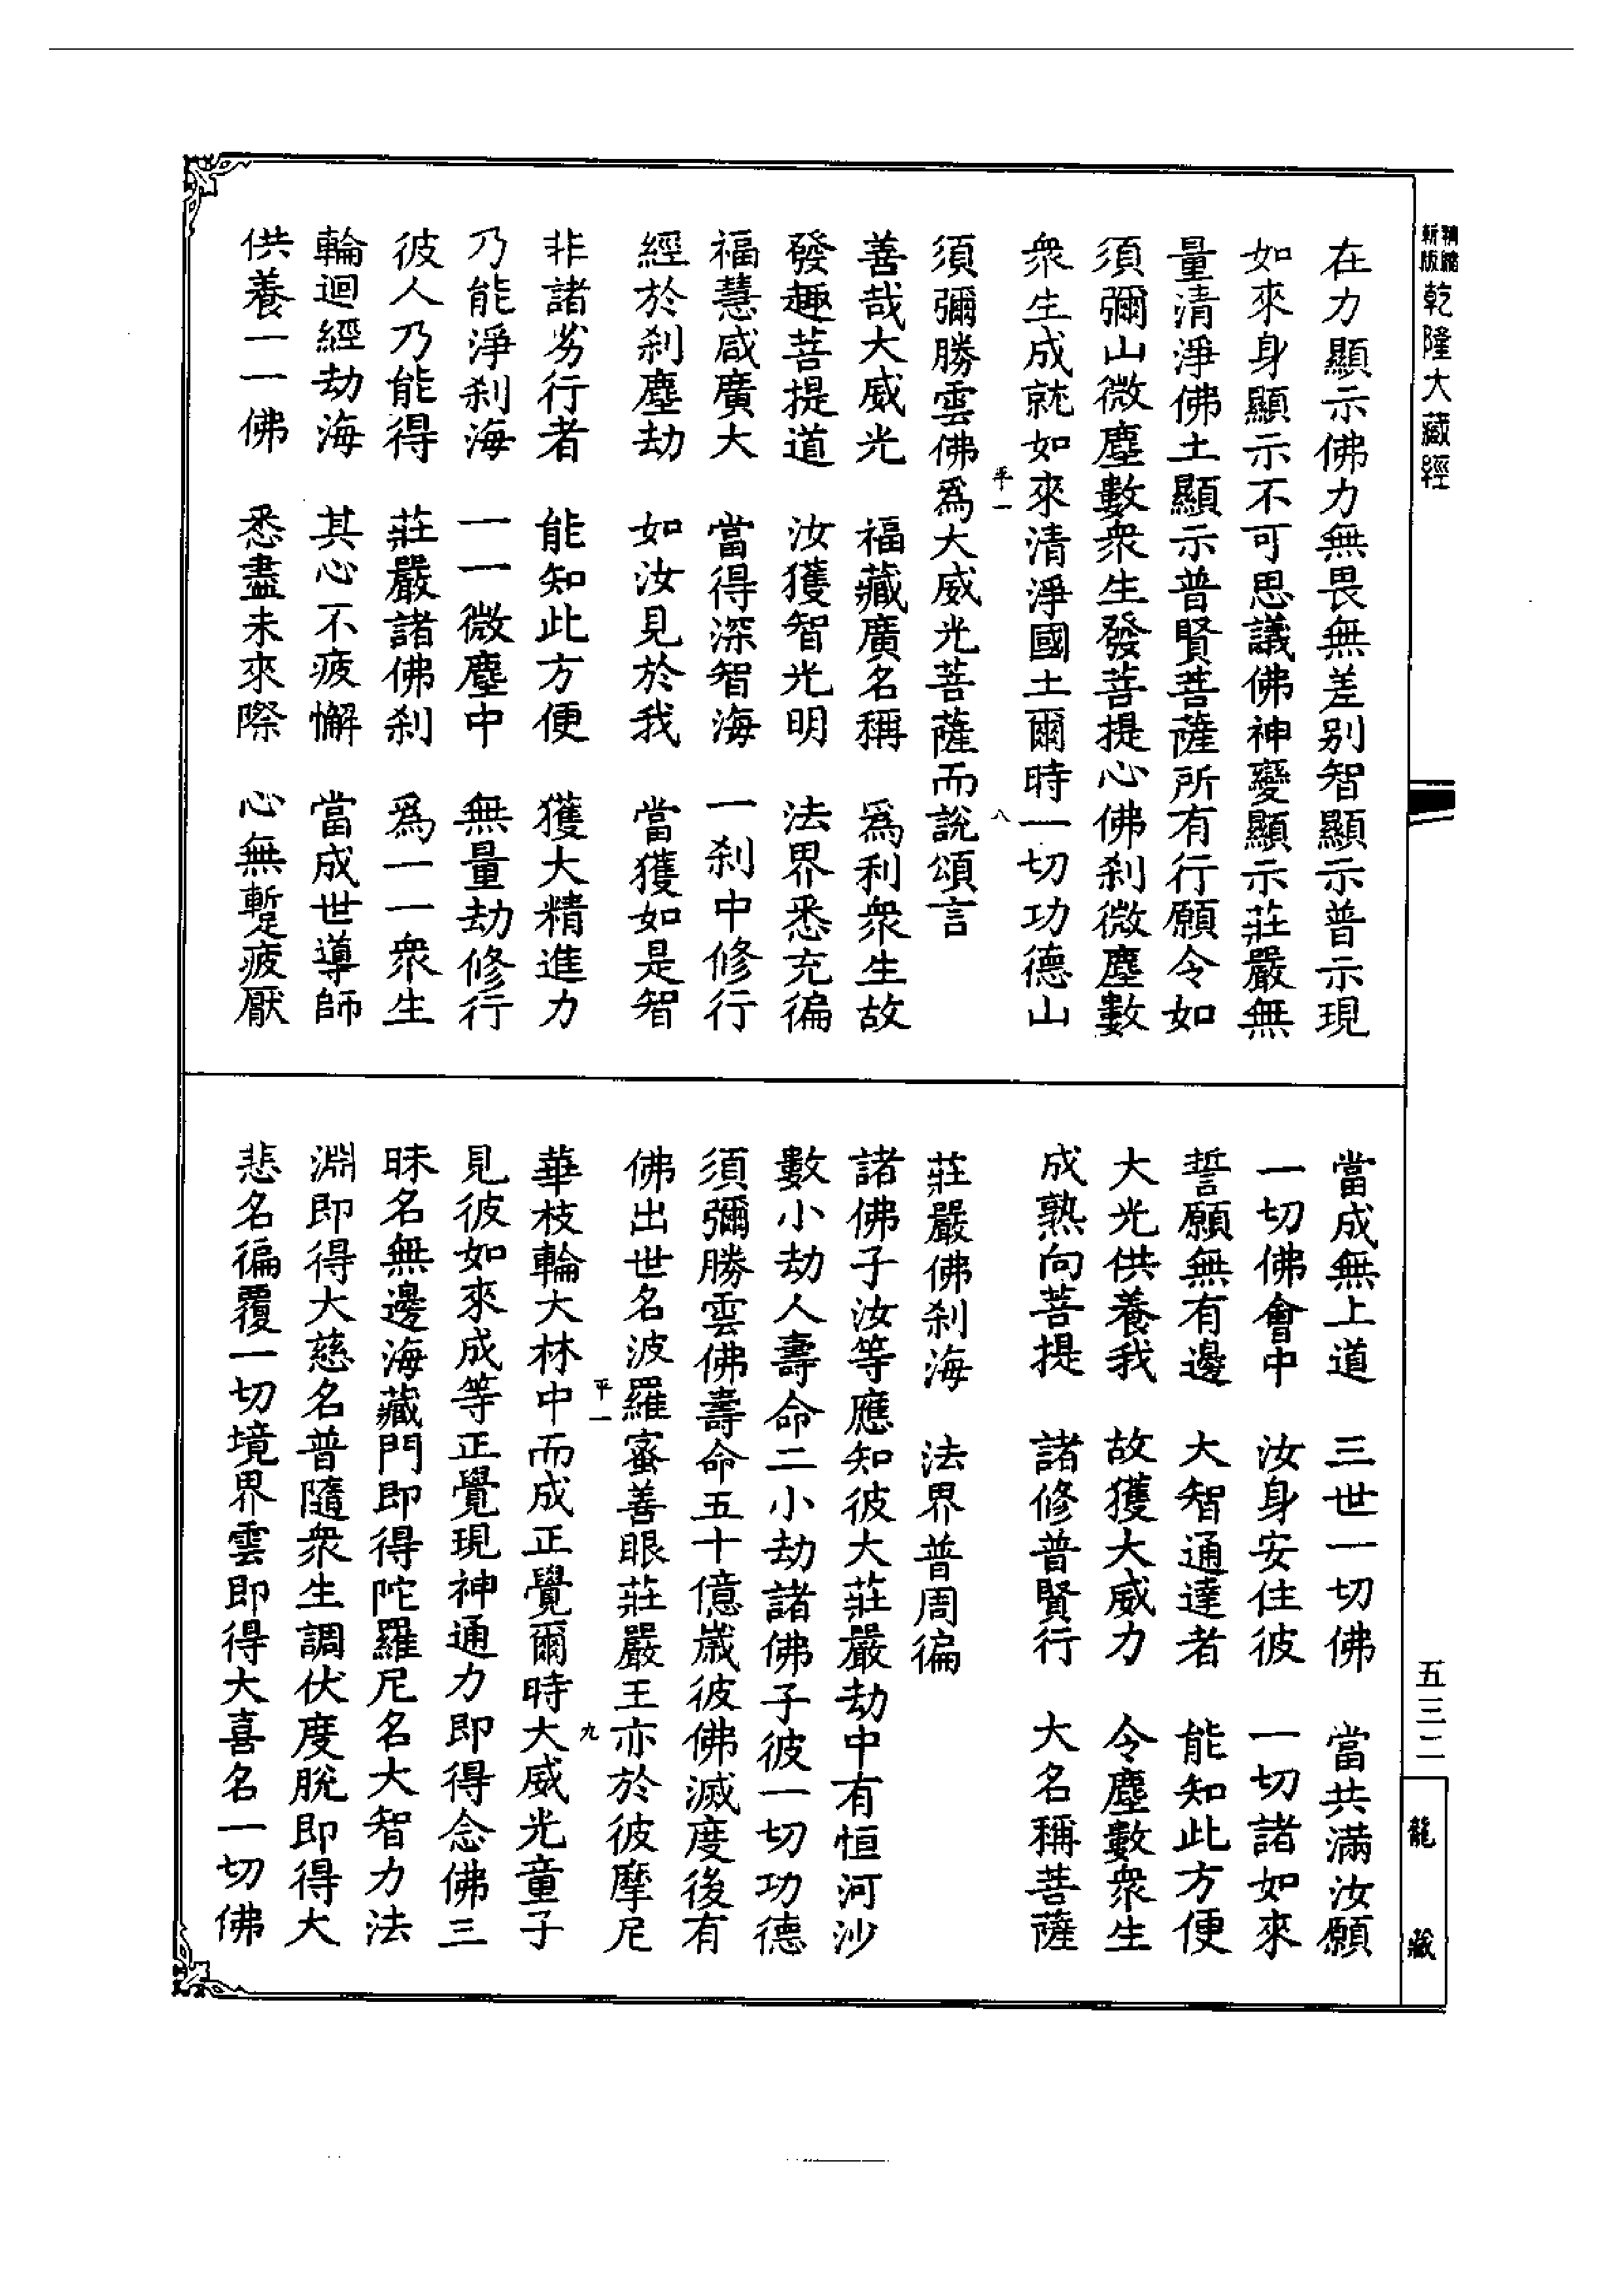 精縮新版乾隆大藏經
在力顯示佛力無畏無差別智顯示普示現
如來身顯示不可思議佛神變顯示莊嚴無
量清淨佛土顯示普賢菩薩所有行願令如
須彌山微塵數衆生發菩提心佛剎微塵數
衆生成就如來清淨國土爾時一切功德山
平一
八
須彌勝雲佛爲大威光菩薩而說頌言
善哉大威光　福藏廣名稱　爲利衆生故
發趣菩提道　汝獲智光明　法界悉充徧
福慧咸廣大　當得深智海　一剎中修行
經於剎塵劫　如汝見於我　當獲如是智
非諸劣行者　能知此方便　獲大精進力
乃能淨剎海　一一微塵中　無量劫修行
彼人乃能得　莊嚴諸佛剎　爲一一衆生
輪迴經劫海　其心不疲懈　當成世導師
供養一一佛　悉盡未來際　心無蹔疲厭
當成無上道　三世一切佛　當共滿汝願
一切佛會中　汝身安住彼　一切諸如來
誓願無有邊　大智通達者　能知此方便
大光供養我　故獲大威力　令塵數衆生
成熟向菩提　諸修普賢行　大名稱菩薩
莊嚴佛剎海　法界普周徧
諸佛子汝等應知彼大莊嚴劫中有恒河沙
數小劫人壽命二小劫諸佛子彼一切功德
須彌勝雲佛壽命五十億歲彼佛滅度後有
佛出世名波羅蜜善眼莊嚴王亦於彼摩尼
平一
九
華枝輪大林中而成正覺爾時大威光童子
見彼如來成等正覺現神通力即得念佛三
昧名無邊海藏門即得陀羅尼名大智力法
淵即得大慈名普隨衆生調伏度脫即得大
悲名徧覆一切境界雲即得大喜名一切佛
五三二
龍藏